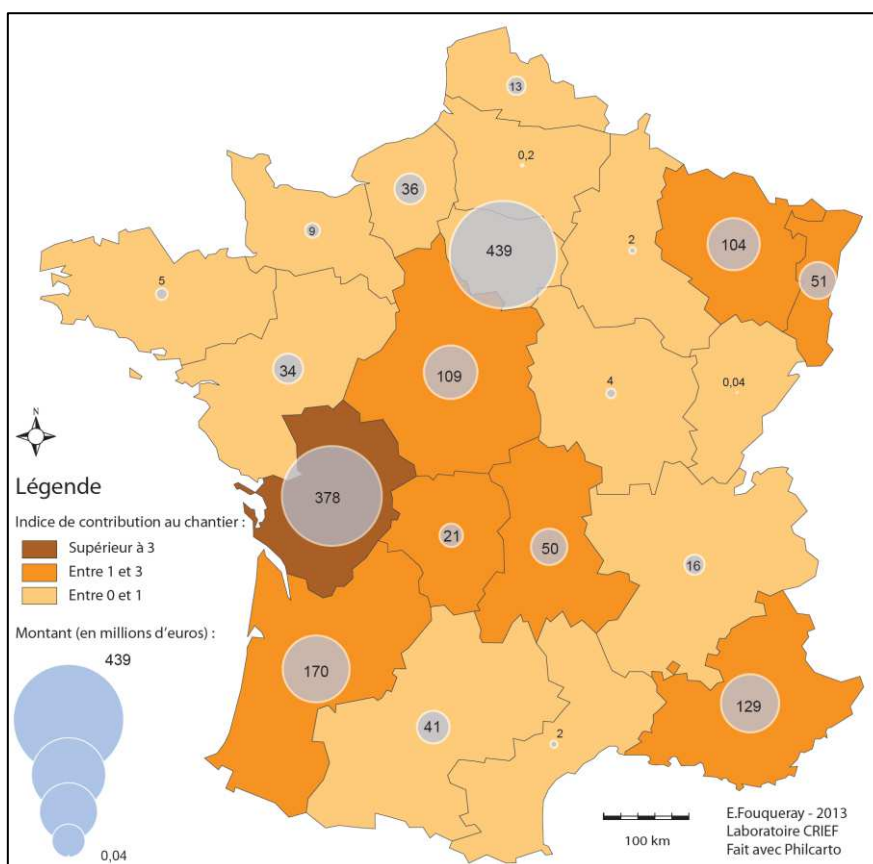 13
0,2
36
9
439
2
104
5
51
34
109
4
0,04
N
378
21
50
16
170
129
41
2
Légende
Indice de contribution au chantier :
Supérieur à 3
Entre 1 et 3
Entre 0 et 1
Montant (en millions d'euros) :
439
0,04
100 km
E.Fouqueray - 2013
Laboratoire CRIEF
Fait avec Philcarto